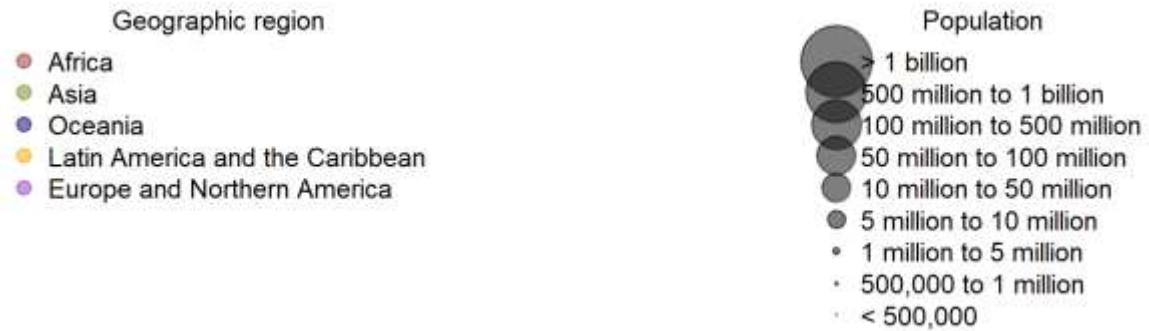 Geographic region
Africa
Asia
Oceania
Latin America and the Caribbean
Europe and Northern America
Population
> 1 billion
500 million to 1 billion
100 million to 500 million
50 million to 100 million
10 million to 50 million
5 million to 10 million
1 million to 5 million
500,000 to 1 million
< 500,000